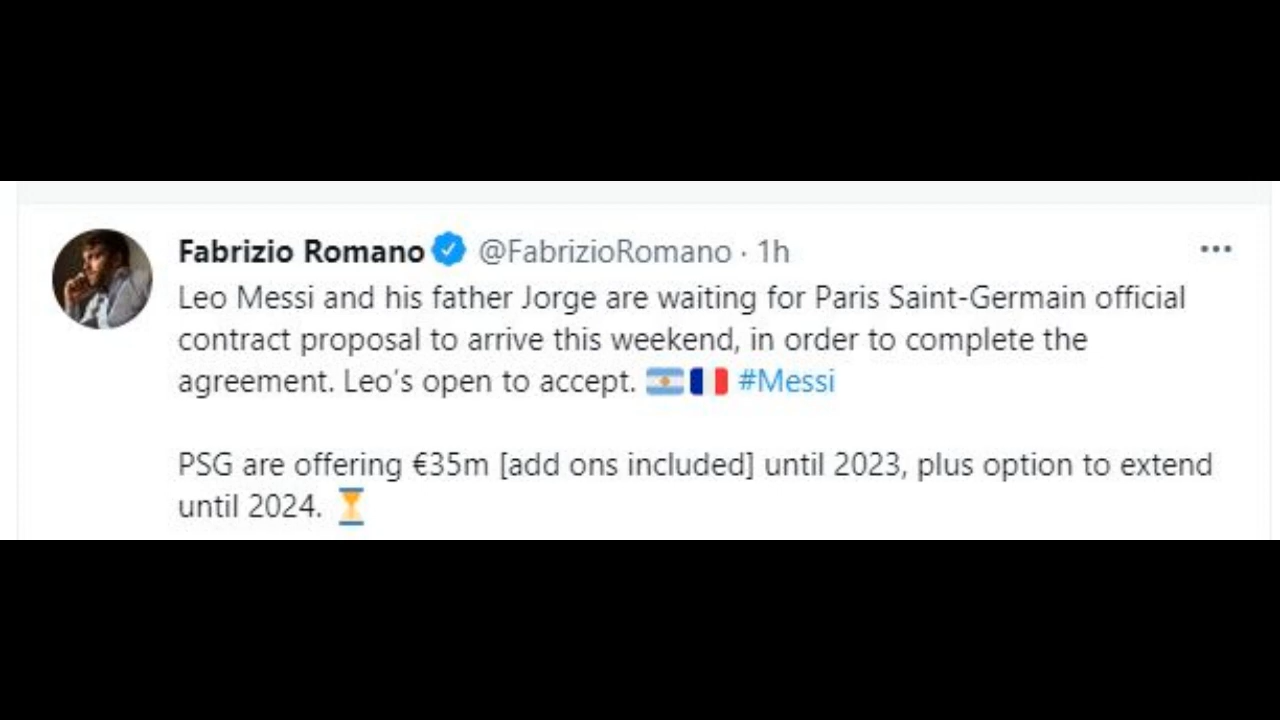 Fabrizio Romano @FabrizioRomano · 1h
Leo Messi and his father Jorge are waiting for Paris Saint-Germain official
contract proposal to arrive this weekend, in order to complete the
agreement. Leo's open to accept. 🇦🇷🇫🇷 #Messi
PSG are offering €35m [add ons included] until 2023, plus option to extend
until 2024. ⏳